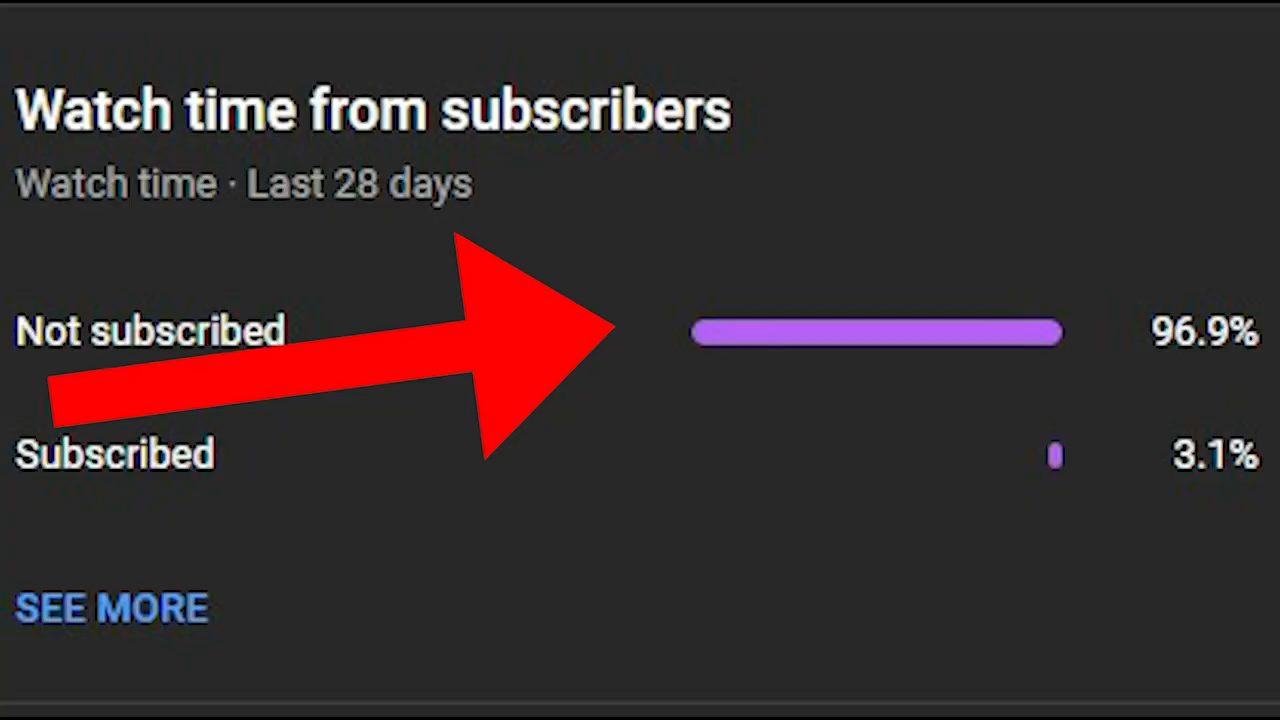 Watch time from subscribers
Watch time · Last 28 days
Not subscribed 96.9%
Subscribed 3.1%
SEE MORE